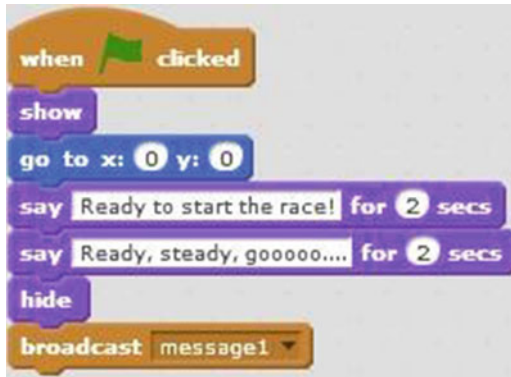 when clicked
show
go to x: 0 y: 0
say Ready to start the race! for 2 secs
say Ready, steady, gooooo.... for 2 secs
hide
broadcast message1